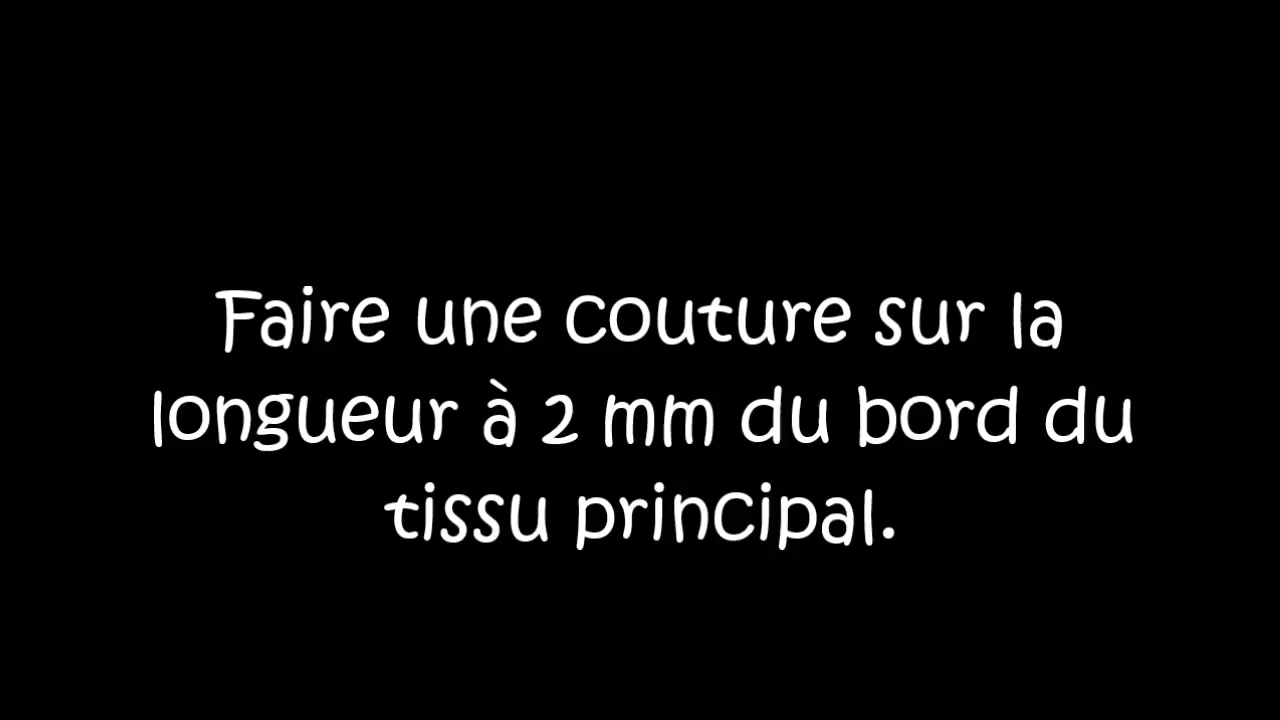 Faire une couture sur la
longueur à 2 mm du bord du
tissu principal.